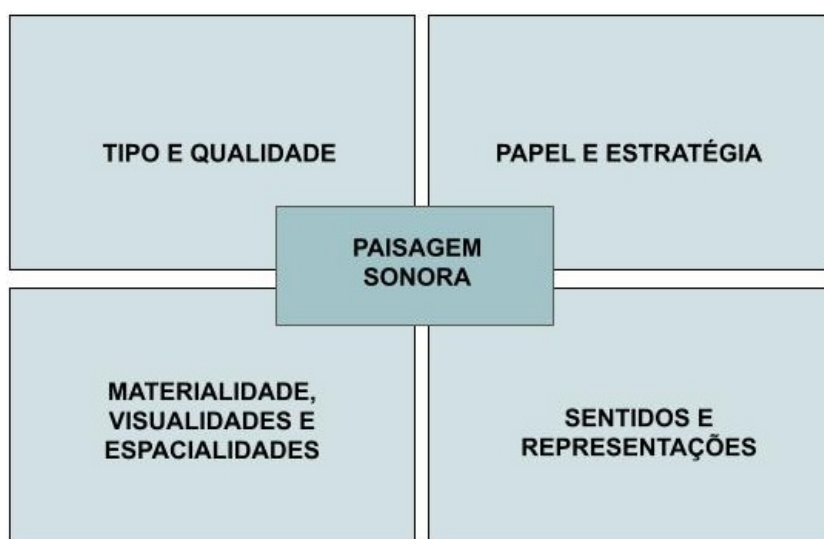 TIPO E QUALIDADE
PAPEL E ESTRATÉGIA
PAISAGEM
SONORA
MATERIALIDADE,
VISUALIDADES E
ESPACIALIDADES
SENTIDOS E
REPRESENTAÇÕES